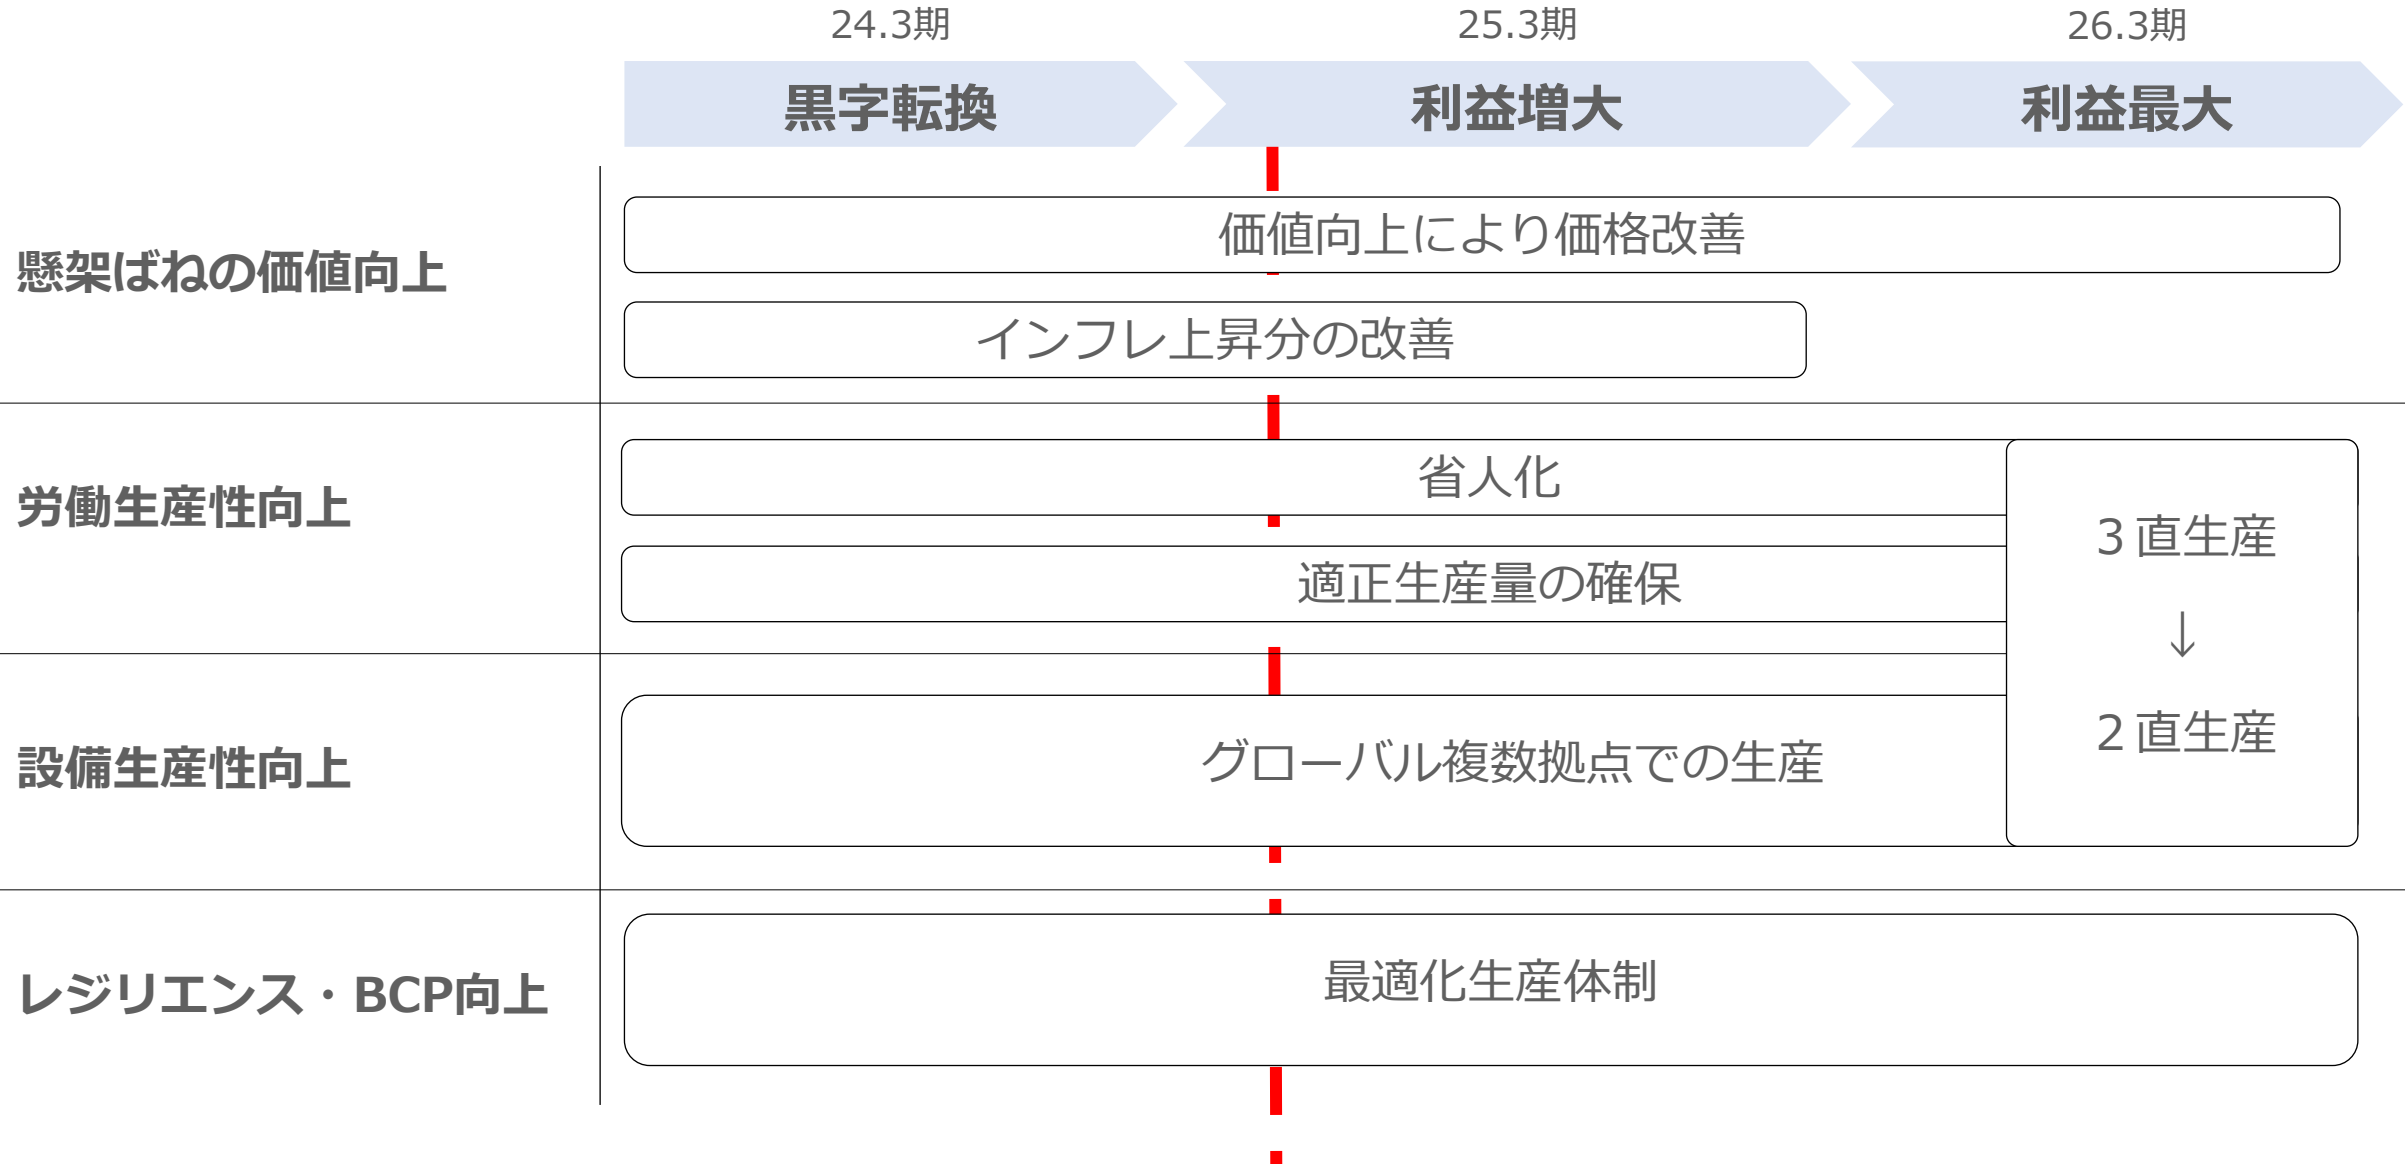 24.3期
25.3期
26.3期
黒字転換
利益増大
利益最大
懸架ばねの価値向上
価値向上により価格改善
インフレ上昇分の改善
労働生産性向上
省人化
適正生産量の確保
3直生産
↓
2直生産
設備生産性向上
グローバル複数拠点での生産
レジリエンス・BCP向上
最適化生産体制